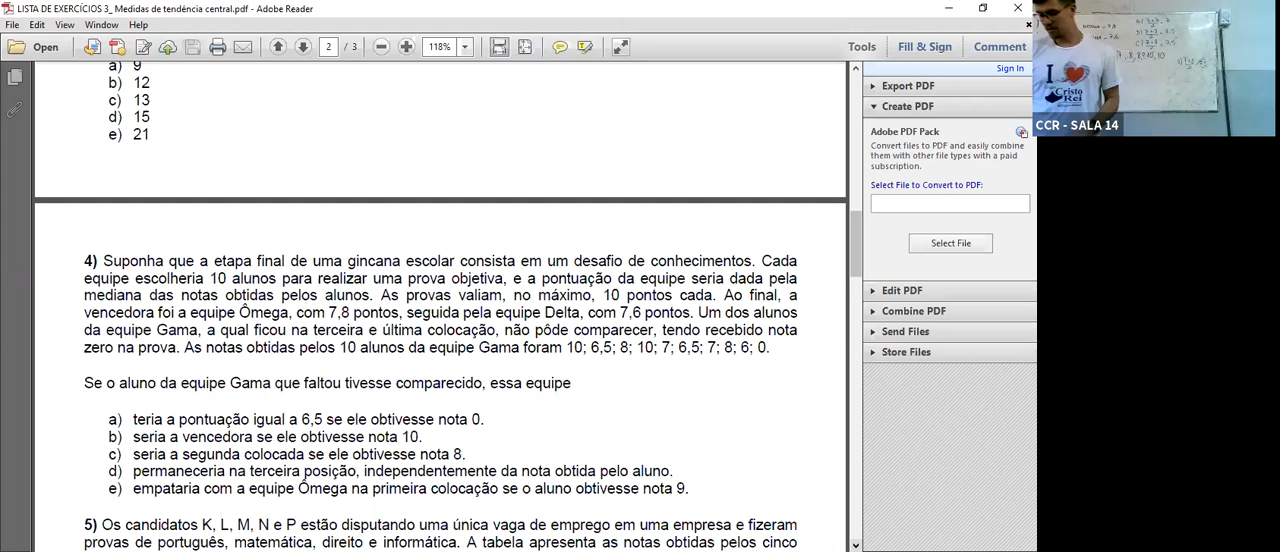 LISTA DE EXERCÍCIOS 3_ Medidas de tendência central.pdf - Adobe Reader
File Edit View Window Help
Open 2 / 3 118% Tools Fill & Sign Comment
Sign In
Export PDF
Create PDF
Adobe PDF Pack
Convert files to PDF and easily combine
them with other file types with a paid
subscription.
Select File to Convert to PDF:
Select File
Edit PDF
Combine PDF
Send Files
Store Files
a) 9
b) 12
c) 13
d) 15
e) 21
4) Suponha que a etapa final de uma gincana escolar consista em um desafio de conhecimentos. Cada
equipe escolheria 10 alunos para realizar uma prova objetiva, e a pontuação da equipe seria dada pela
mediana das notas obtidas pelos alunos. As provas valiam, no máximo, 10 pontos cada. Ao final, a
vencedora foi a equipe Ômega, com 7,8 pontos, seguida pela equipe Delta, com 7,6 pontos. Um dos alunos
da equipe Gama, a qual ficou na terceira e última colocação, não pôde comparecer, tendo recebido nota
zero na prova. As notas obtidas pelos 10 alunos da equipe Gama foram 10; 6,5; 8; 10; 7; 6,5; 7; 8; 6; 0.
Se o aluno da equipe Gama que faltou tivesse comparecido, essa equipe
a) teria a pontuação igual a 6,5 se ele obtivesse nota 0.
b) seria a vencedora se ele obtivesse nota 10.
c) seria a segunda colocada se ele obtivesse nota 8.
d) permaneceria na terceira posição, independentemente da nota obtida pelo aluno.
e) empataria com a equipe Ômega na primeira colocação se o aluno obtivesse nota 9.
5) Os candidatos K, L, M, N e P estão disputando uma única vaga de emprego em uma empresa e fizeram
provas de português, matemática, direito e informática. A tabela apresenta as notas obtidas pelos cinco
I
Cristo
Rei
CCR - SALA 14